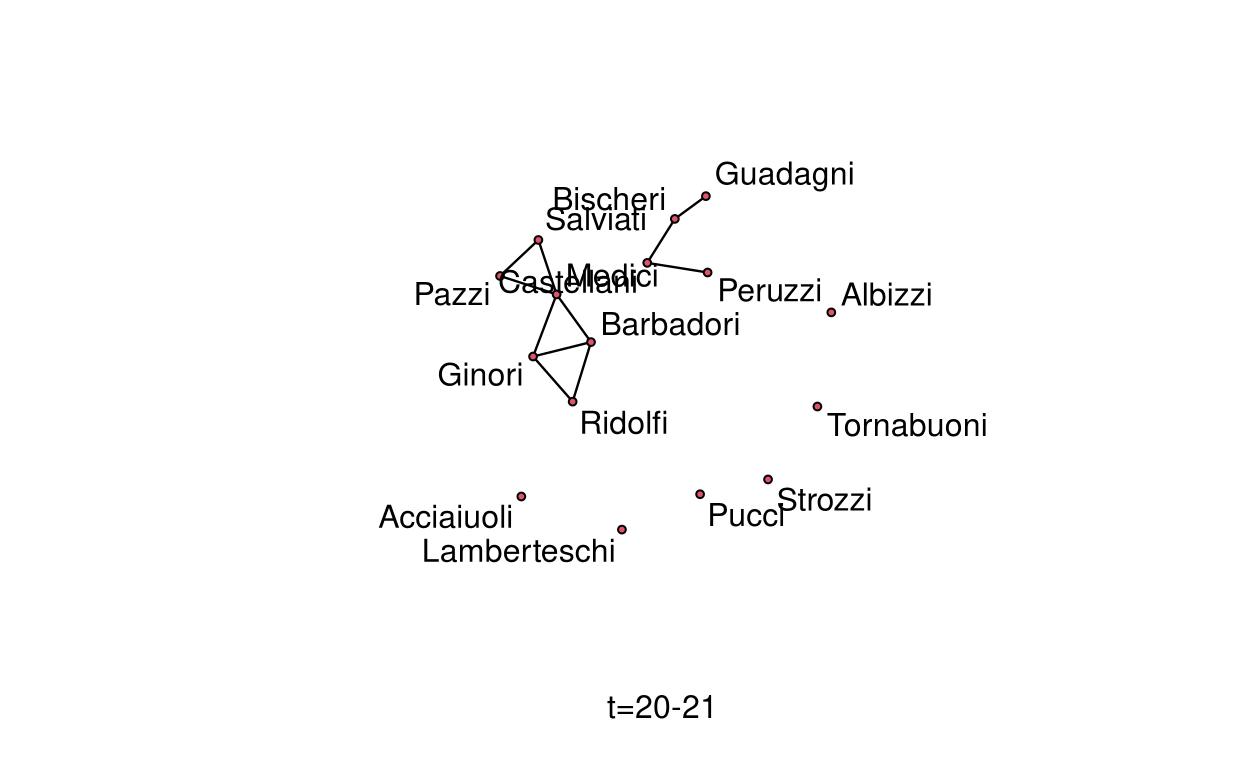 Guadagni
Bischeri
Salviati
Medici
Castellani
Pazzi
Peruzzi
Albizzi
Barbadori
Ginori
Ridolfi
Tornabuoni
Strozzi
Pucci
Acciaiuoli
Lamberteschi
t=20-21